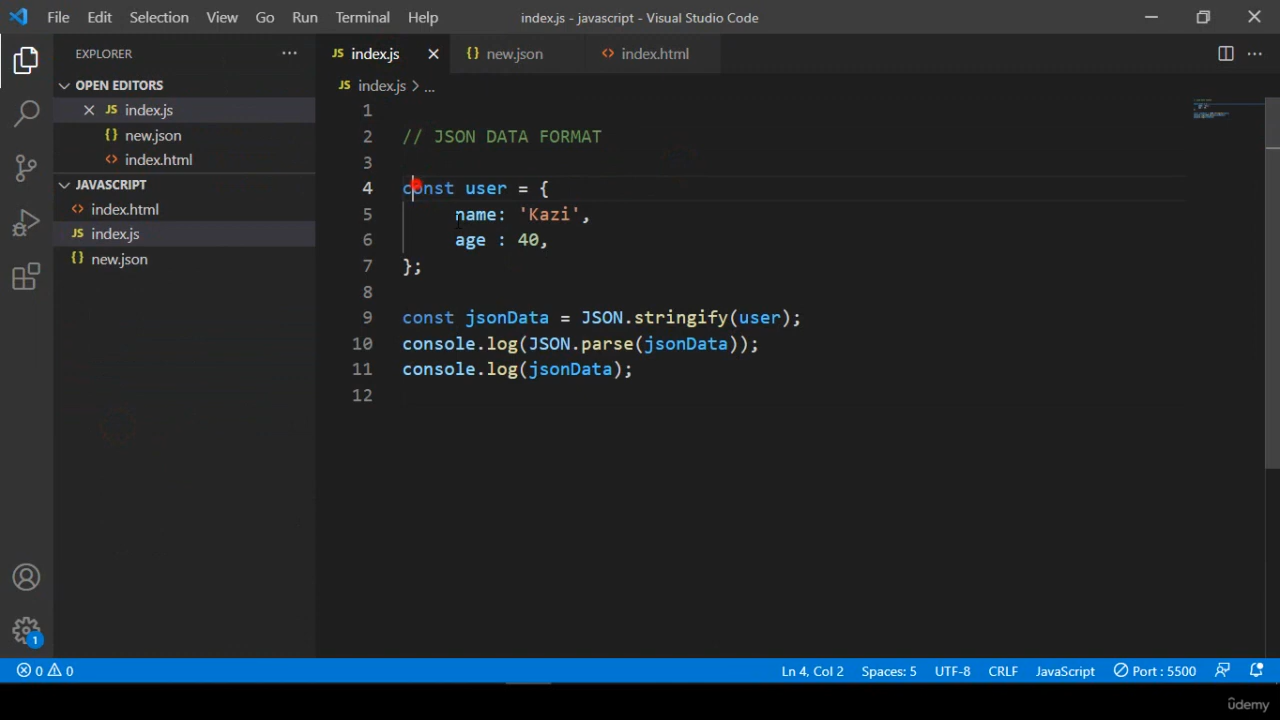 File Edit Selection View Go Run Terminal Help index.js - javascript - Visual Studio Code
EXPLORER
OPEN EDITORS
index.js
new.json
index.html
JAVASCRIPT
index.html
index.js
new.json
index.js new.json index.html
index.js > ...
1
2 // JSON DATA FORMAT
3
4 const user = {
5 name: 'Kazi',
6 age : 40,
7 };
8
9 const jsonData = JSON.stringify(user);
10 console.log(JSON.parse(jsonData));
11 console.log(jsonData);
12
1
0 0 Ln 4, Col 2 Spaces: 5 UTF-8 CRLF JavaScript Port : 5500
ûdemy